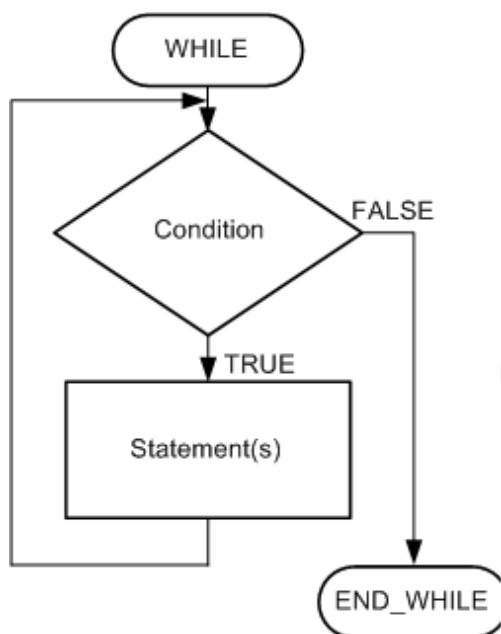 WHILE
Condition
FALSE
TRUE
Statement(s)
END_WHILE